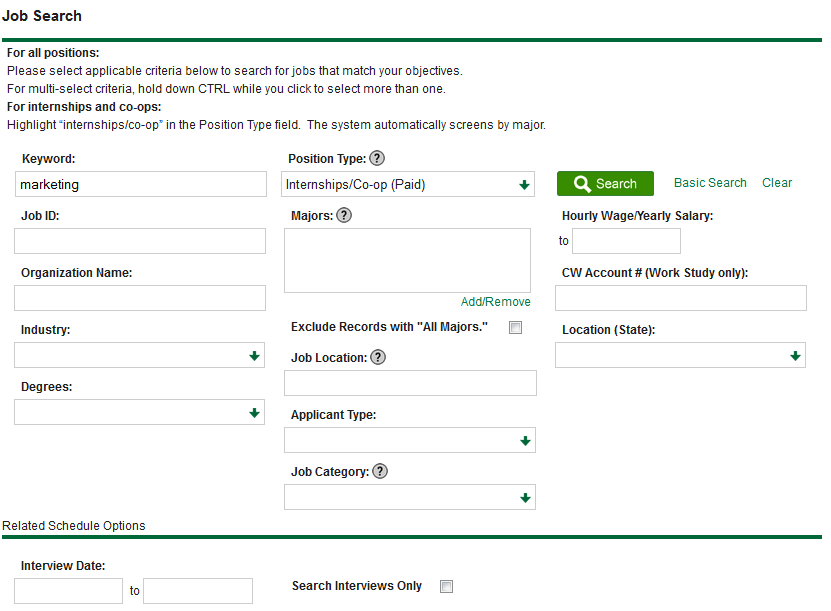 Job Search
For all positions:
Please select applicable criteria below to search for jobs that match your objectives.
For multi-select criteria, hold down CTRL while you click to select more than one.
For internships and co-ops:
Highlight “internships/co-op” in the Position Type field. The system automatically screens by major.
Keyword:
marketing
Position Type: ?
Internships/Co-op (Paid)
Search
Basic Search
Clear
Job ID:
Majors: ?
Hourly Wage/Yearly Salary:
to
Organization Name:
CW Account # (Work Study only):
Add/Remove
Industry:
Exclude Records with "All Majors."
Location (State):
Job Location: ?
Degrees:
Applicant Type:
Job Category: ?
Related Schedule Options
Interview Date:
to
Search Interviews Only